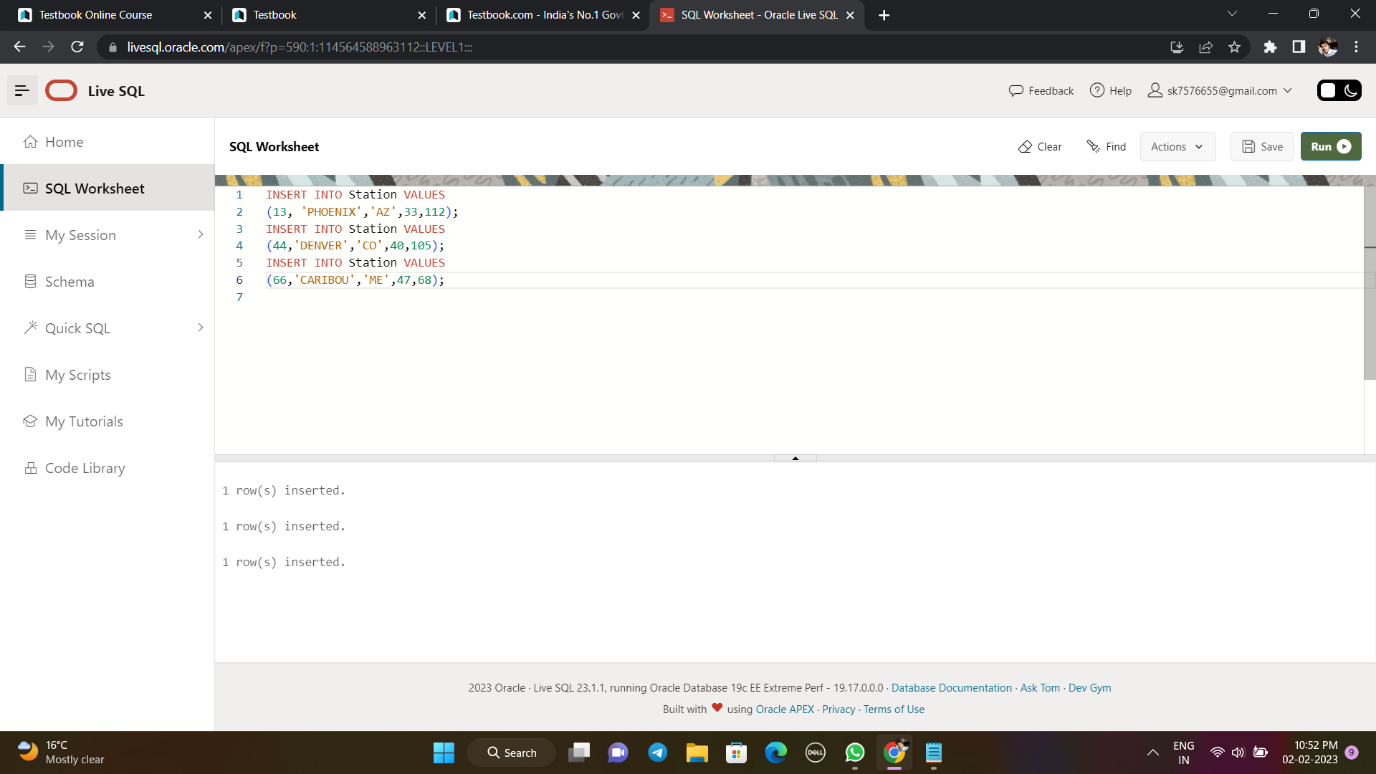 Testbook Online Course
Testbook
Testbook.com - India's No.1 Govt
SQL Worksheet - Oracle Live SQL
livesql.oracle.com/apex/f?p=590:1:114564588963112::LEVEL1:::
Live SQL
Feedback
Help
sk7576655@gmail.com
Home
SQL Worksheet
My Session
Schema
Quick SQL
My Scripts
My Tutorials
Code Library
SQL Worksheet
Clear
Find
Actions
Save
Run
1 INSERT INTO Station VALUES
2 (13, 'PHOENIX','AZ',33,112);
3 INSERT INTO Station VALUES
4 (44,'DENVER','CO',40,105);
5 INSERT INTO Station VALUES
6 (66,'CARIBOU','ME',47,68);
7
1 row(s) inserted.
1 row(s) inserted.
1 row(s) inserted.
2023 Oracle · Live SQL 23.1.1, running Oracle Database 19c EE Extreme Perf - 19.17.0.0.0 · Database Documentation · Ask Tom · Dev Gym
Built with ❤ using Oracle APEX · Privacy · Terms of Use
16°C
Mostly clear
Search
DELL
ENG
IN
10:52 PM
02-02-2023
9